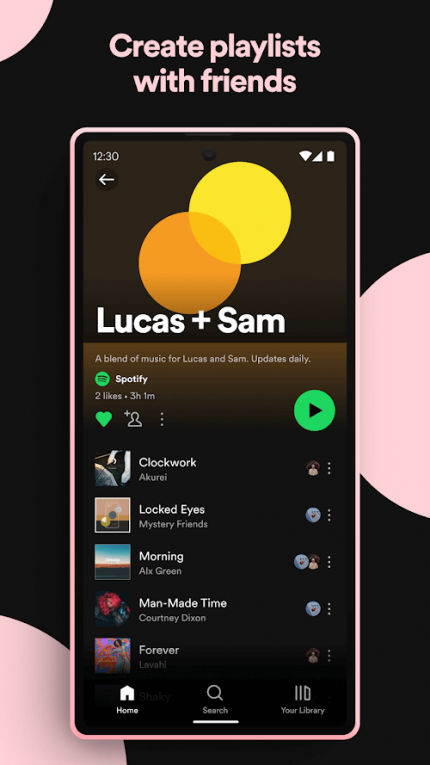 Create playlists
with friends
12:30
Lucas + Sam
A blend of music for Lucas and Sam. Updates daily.
Spotify
2 likes • 3h 1m
Clockwork
Akurei
Locked Eyes
Mystery Friends
Morning
Alx Green
Man-Made Time
Courtney Dixon
Forever
Lavahi
Shaky
Home
Search
Your Library